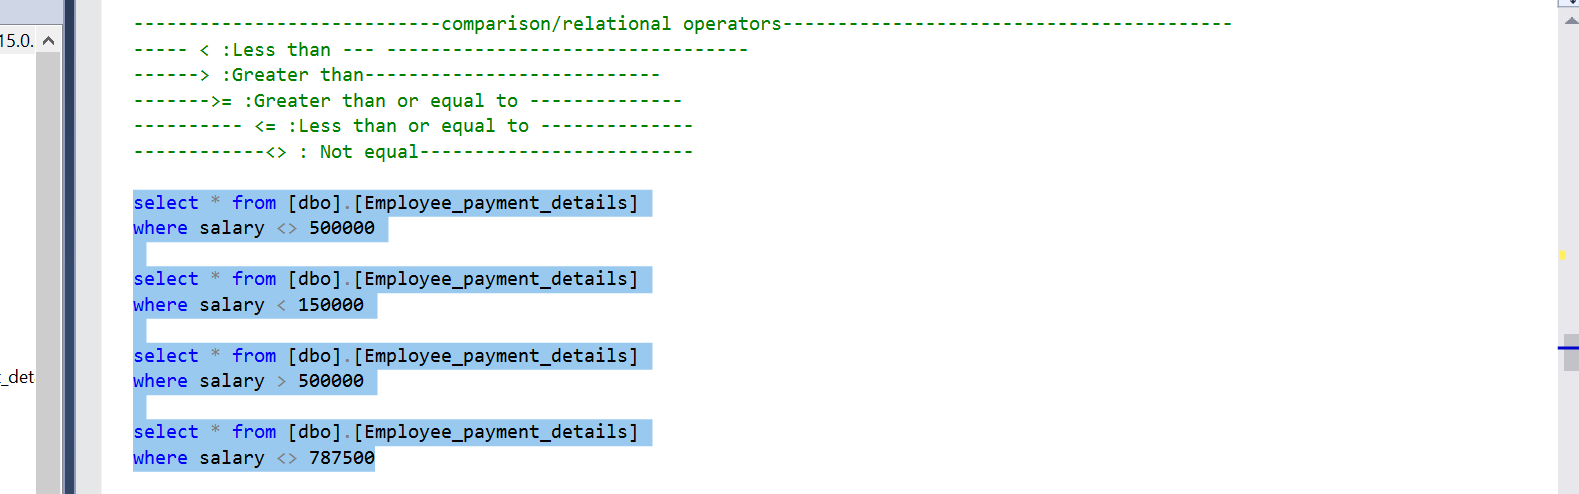 15.0.
----------------------------comparison/relational operators-----------------------------------------
----- < :Less than --- ---------------------------------
------> :Greater than---------------------------
------->= :Greater than or equal to --------------
---------- <= :Less than or equal to --------------
------------<> : Not equal-------------------------
select * from [dbo].[Employee_payment_details]
where salary <> 500000
select * from [dbo].[Employee_payment_details]
where salary < 150000
select * from [dbo].[Employee_payment_details]
where salary > 500000
_det
select * from [dbo].[Employee_payment_details]
where salary <> 787500